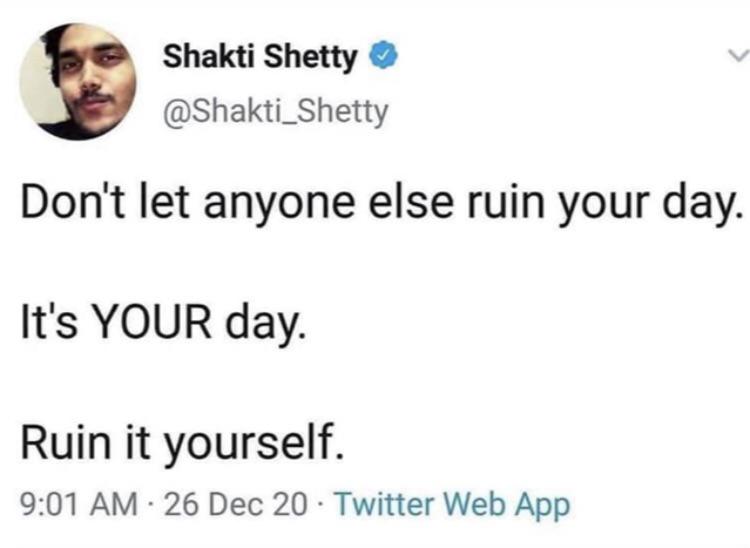 Shakti Shetty
@Shakti_Shetty
Don't let anyone else ruin your day.
It's YOUR day.
Ruin it yourself.
9:01 AM · 26 Dec 20 · Twitter Web App